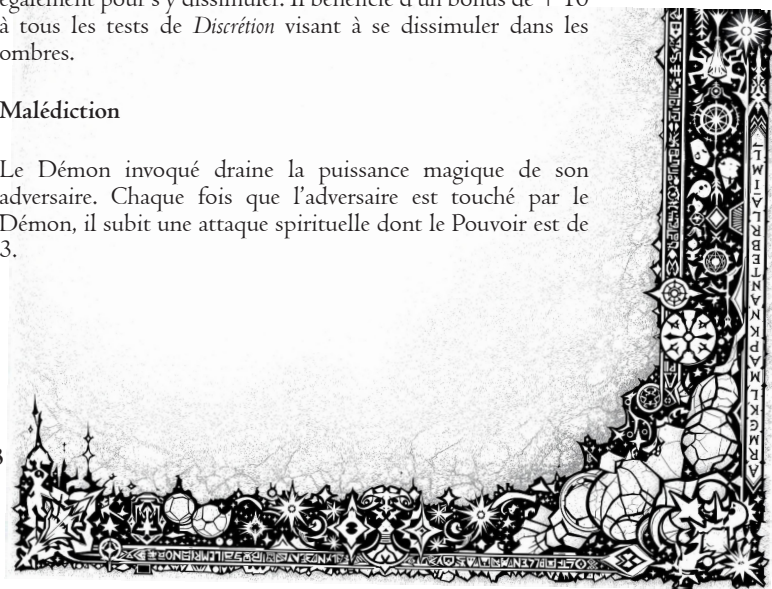 également pour s'y dissimuler. Il bénéficie d'un bonus de + 10
à tous les tests de Discrétion visant à se dissimuler dans les
ombres.
Malédiction
Le Démon invoqué draine la puissance magique de son
adversaire. Chaque fois que l'adversaire est touché par le
Démon, il subit une attaque spirituelle dont le Pouvoir est de
3.